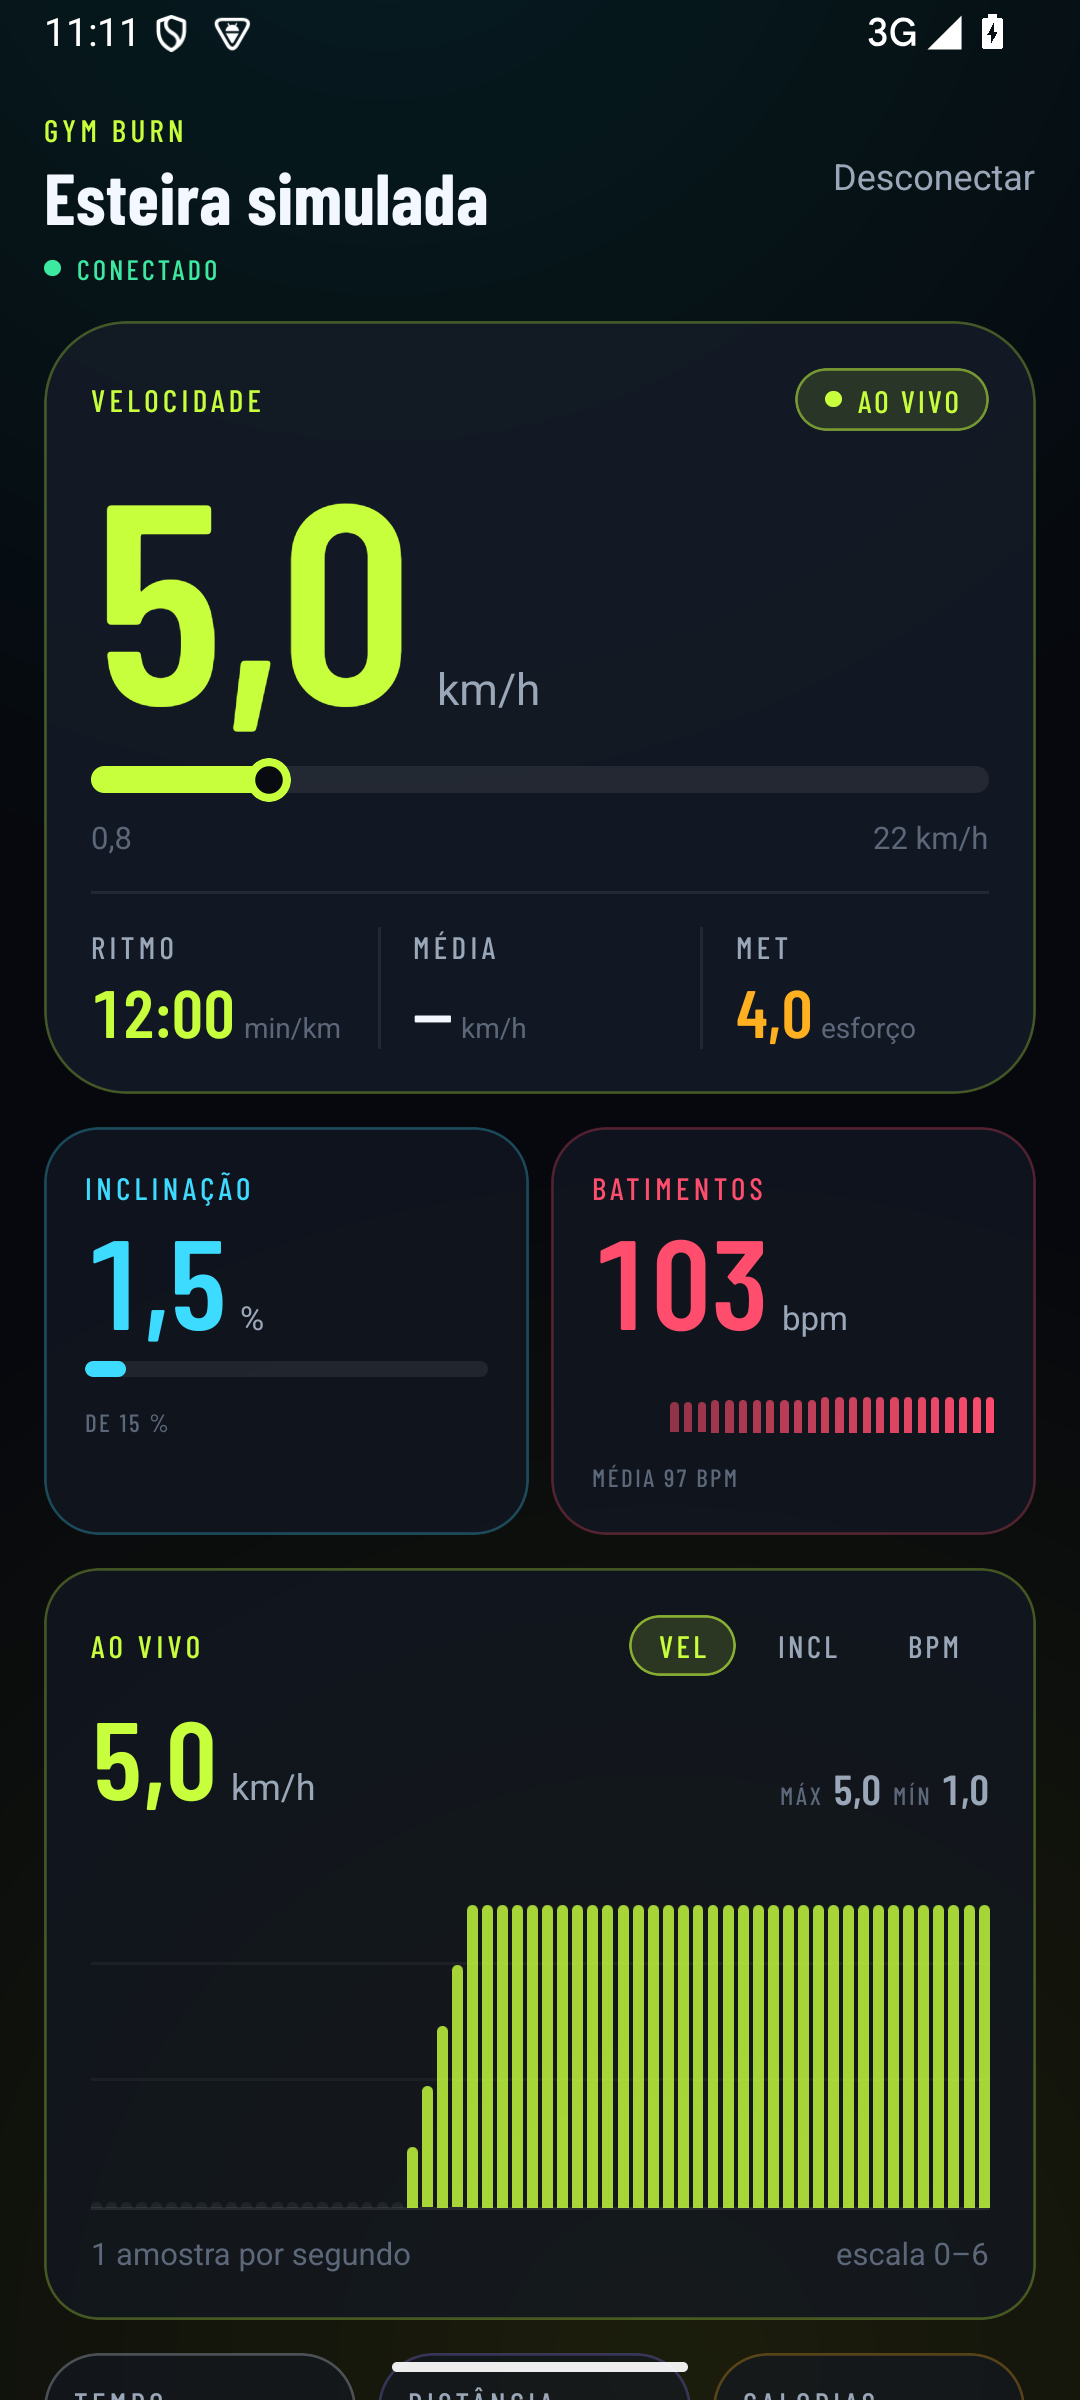 11:11 3G
GYM BURN
Esteira simulada
Desconectar
CONECTADO
VELOCIDADE
AO VIVO
5,0 km/h
0,8 22 km/h
RITMO MÉDIA MET
12:00 min/km — km/h 4,0 esforço
INCLINAÇÃO
1,5 %
DE 15 %
BATIMENTOS
103 bpm
MÉDIA 97 BPM
AO VIVO VEL INCL BPM
5,0 km/h MÁX 5,0 MÍN 1,0
1 amostra por segundo escala 0–6
TEMPO DISTÂNCIA CALORIAS